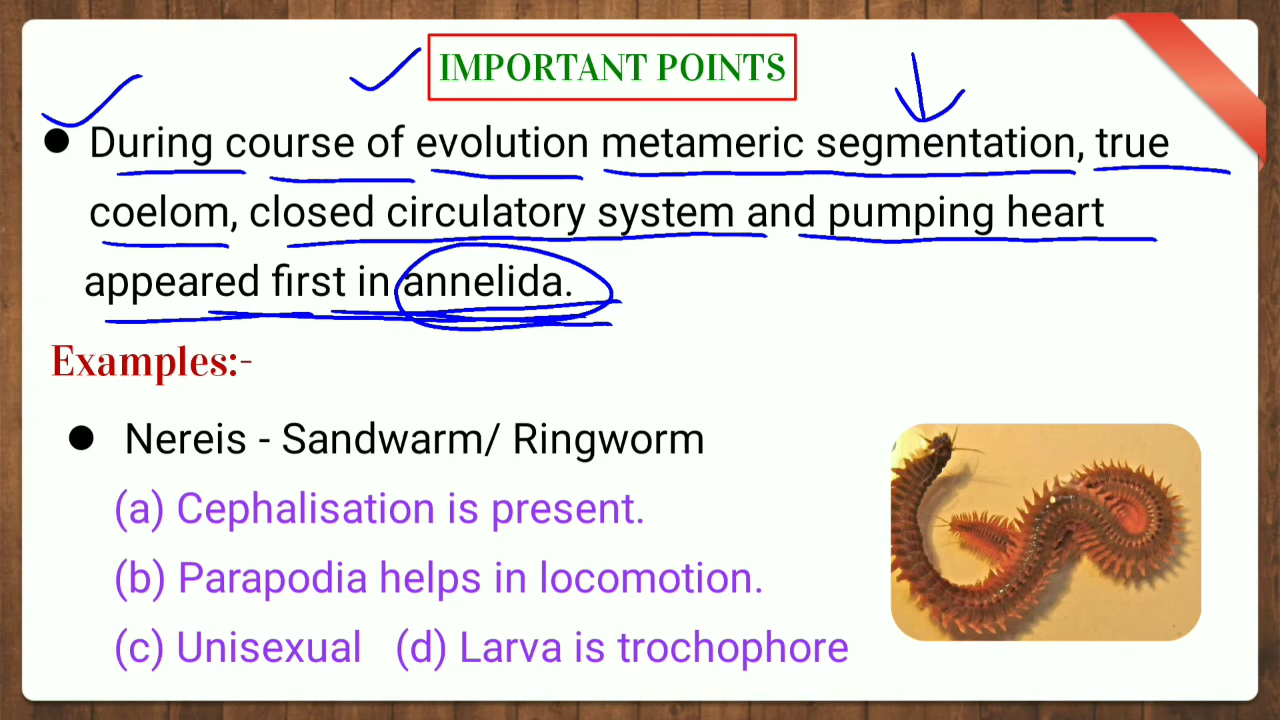 IMPORTANT POINTS
● During course of evolution metameric segmentation, true
coelom, closed circulatory system and pumping heart
appeared first in annelida.
Examples:-
● Nereis - Sandwarm/ Ringworm
(a) Cephalisation is present.
(b) Parapodia helps in locomotion.
(c) Unisexual (d) Larva is trochophore